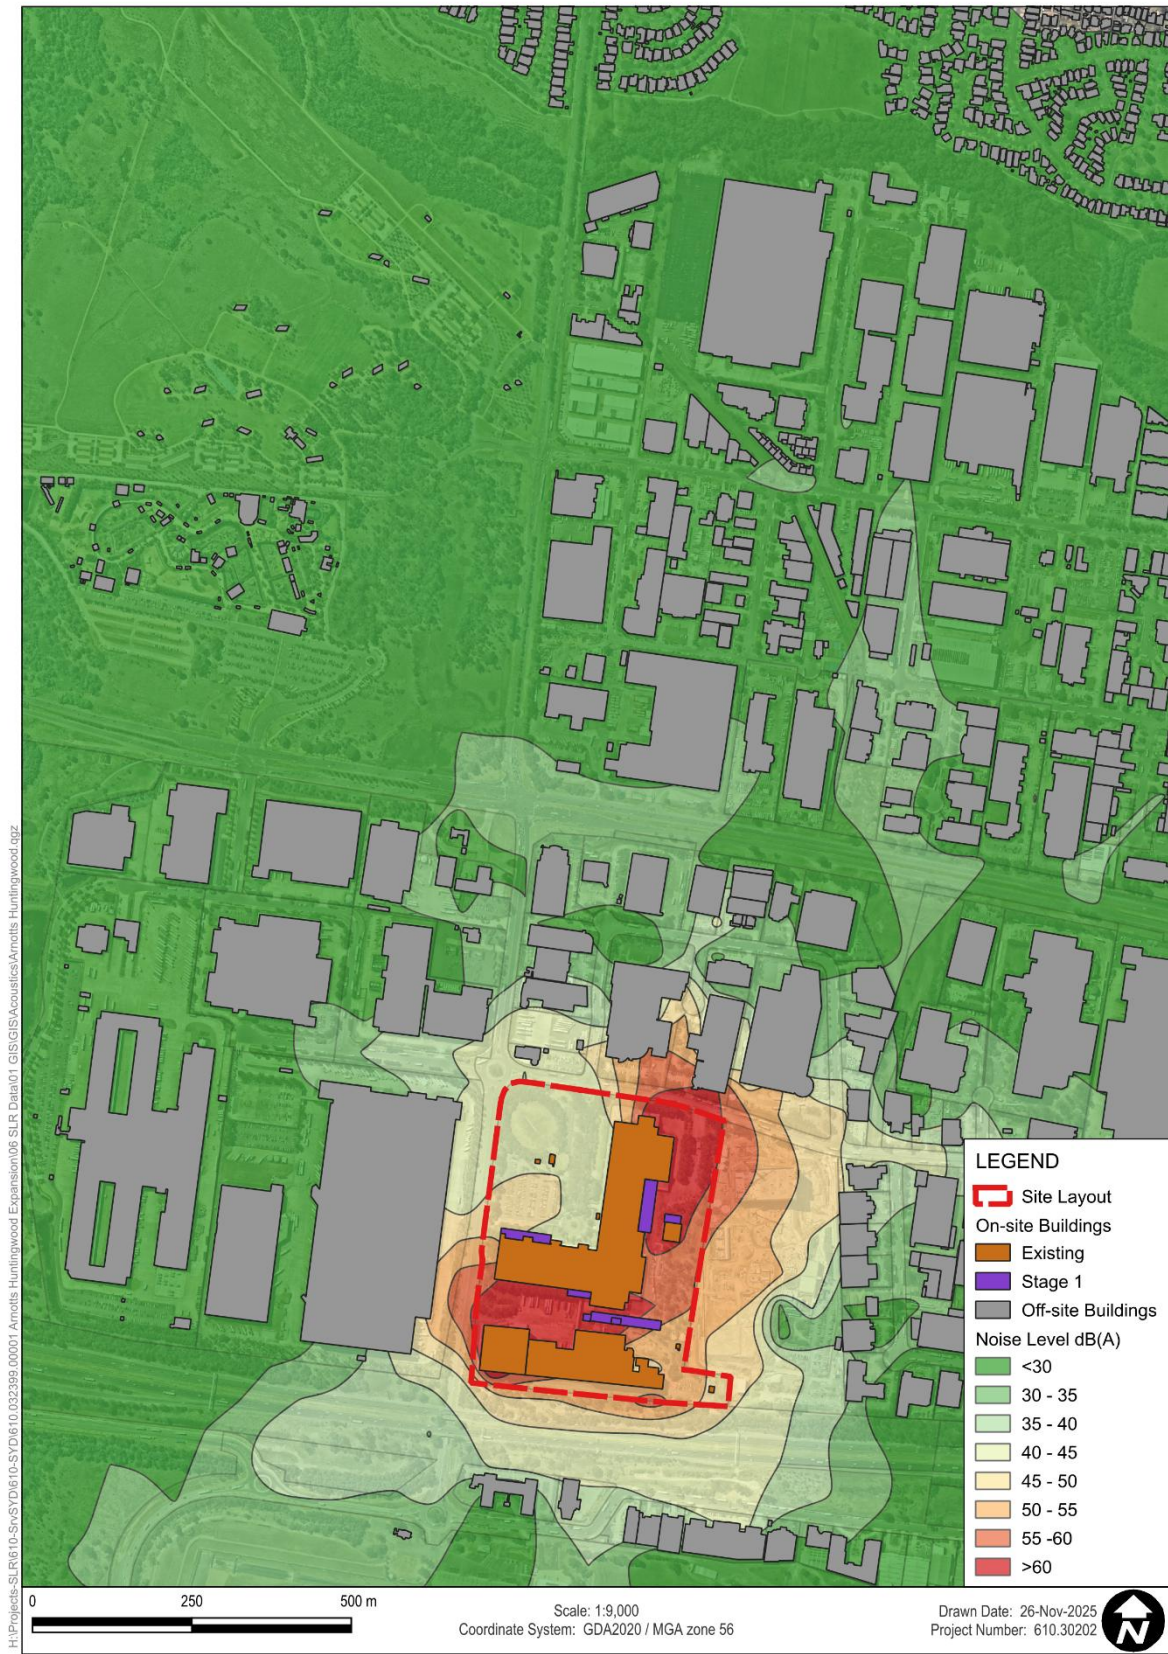 H:\Projects-SLR\610-SrvSYD\610-SYD\610.032399.00001 Arnotts Huntingwood Expansion\06 SLR Data\01 GIS\GIS\Acoustics\Arnotts Huntingwood.qgz
LEGEND
Site Layout
On-site Buildings
Existing
Stage 1
Off-site Buildings
Noise Level dB(A)
<30
30 - 35
35 - 40
40 - 45
45 - 50
50 - 55
55 -60
>60
0 250 500 m
Scale: 1:9,000
Coordinate System: GDA2020 / MGA zone 56
Drawn Date: 26-Nov-2025
Project Number: 610.30202
N